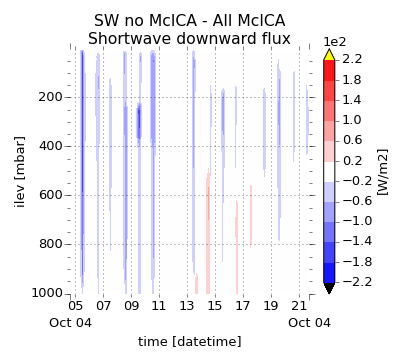 SW no McICA - All McICA
Shortwave downward flux
1e2
2.2
1.8
1.4
1.0
0.6
0.2
−0.2
−0.6
−1.0
−1.4
−1.8
−2.2
[W/m2]
ilev [mbar]
200
400
600
800
1000
05 07 09 11 13 15 17 19 21
Oct 04 Oct 04
time [datetime]